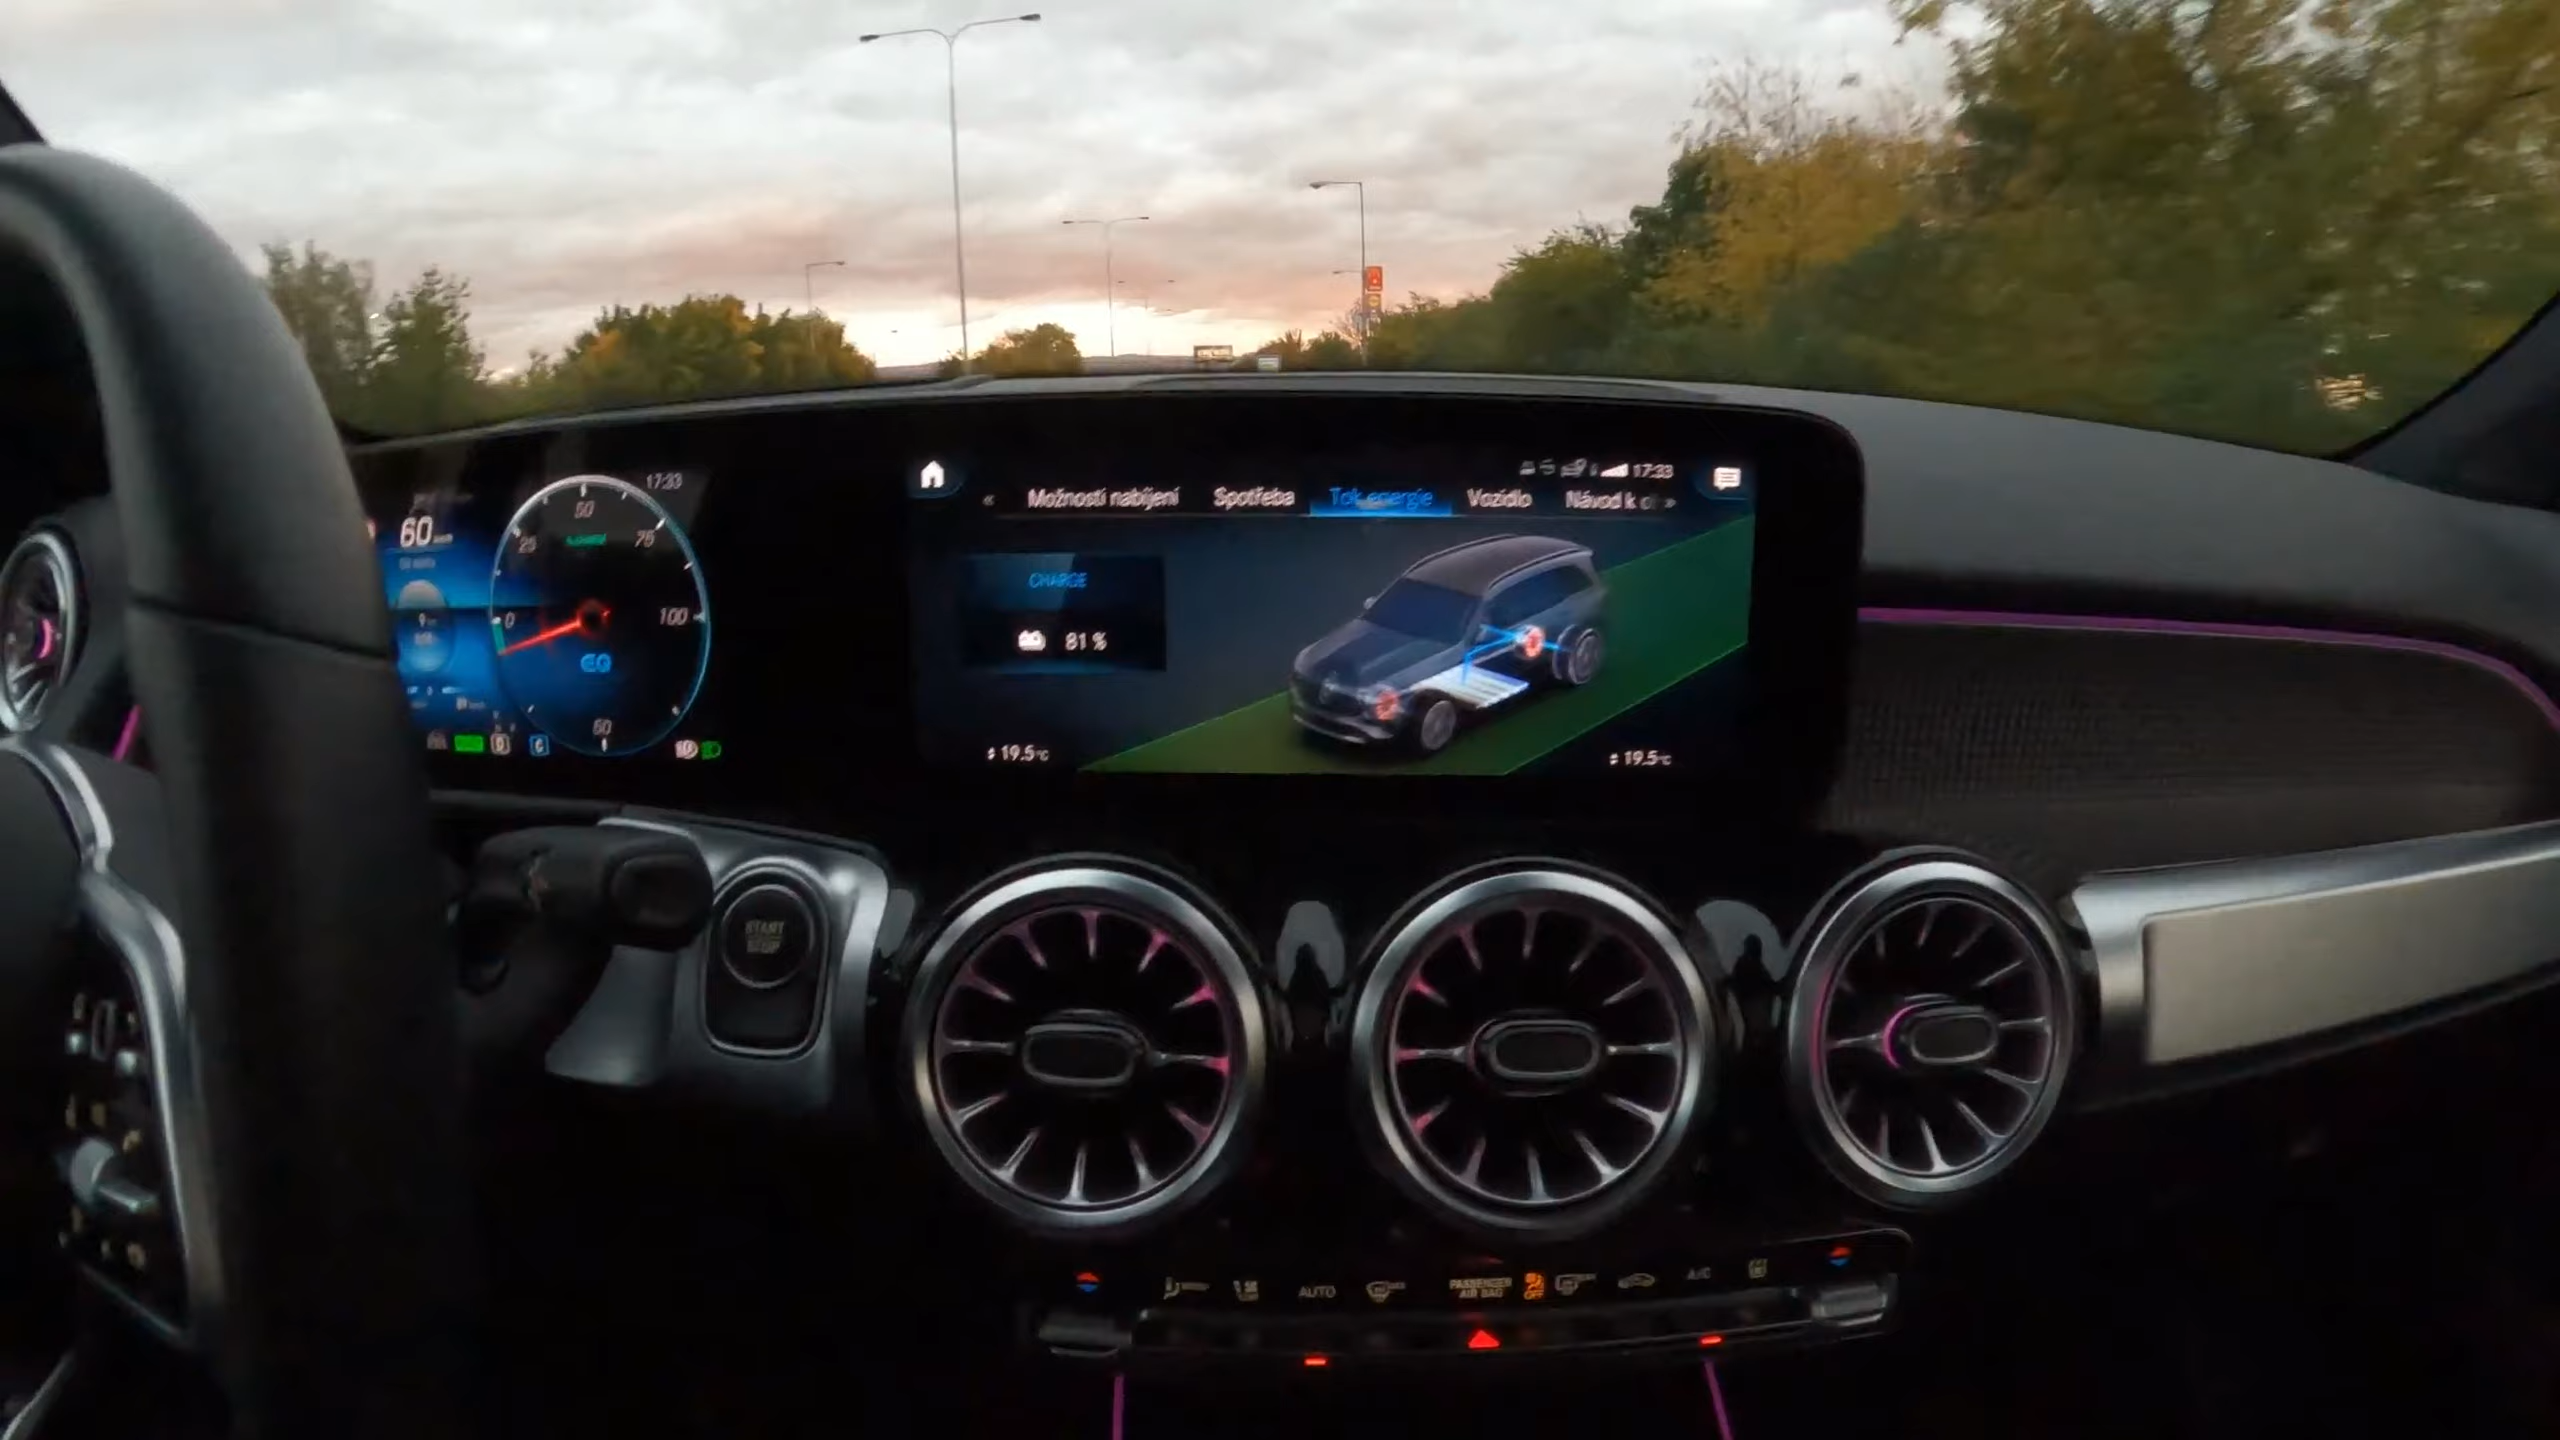 17:33
60
50
25
75
0
100
EQ
50
D
C
17:33
Možnosti nabíjení
Spotřeba
Tok energie
Vozidlo
Návod k o
CHARGE
81 %
19.5°C
19.5°C
START
STOP
AUTO
PASSENGER
AIR BAG
OFF
A/C